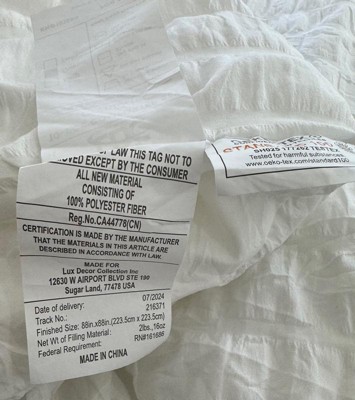 OF LAW THIS TAG NOT TO
EXCEPT BY THE CONSUMER
ALL NEW MATERIAL
CONSISTING OF
100% POLYESTER FIBER
Reg.No.CA44778(CN)
CERTIFICATION IS MADE BY THE MANUFACTURER
THAT THE MATERIALS IN THIS ARTICLE ARE
DESCRIBED IN ACCORDANCE WITH LAW.
MADE FOR
Lux Decor Collection Inc
12630 W AIRPORT BLVD STE 190
Sugar Land, 77478 USA
Date of delivery: 07/2024
Track No.: 216371
Finished Size: 88in.x88in.(223.5cm x 223.5cm)
Net Wt of Filling Material: 2lbs.,16oz
Federal Requirement: RN#161686
MADE IN CHINA
Tested for harmful substances
www.oeko-tex.com/standard100